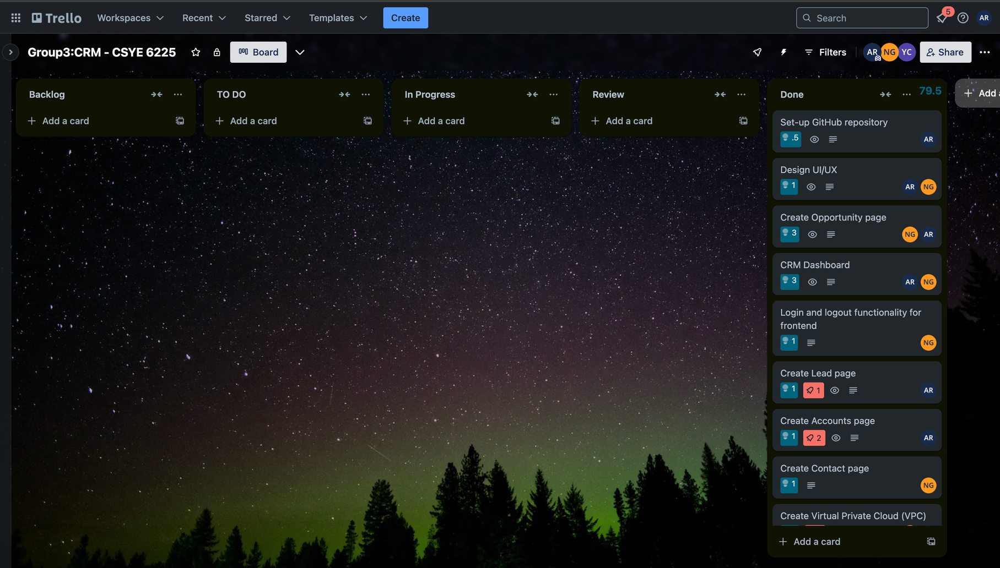 Trello
Workspaces
Recent
Starred
Templates
Create
Search
5
AR
Group3:CRM - CSYE 6225
Board
Filters
AR
NG
YC
Share
Backlog
Add a card
TO DO
Add a card
In Progress
Add a card
Review
Add a card
Done
79.5
Add a
Set-up GitHub repository
.5
AR
Design UI/UX
1
AR NG
Create Opportunity page
3
NG AR
CRM Dashboard
3
AR NG
Login and logout functionality for
frontend
1
NG
Create Lead page
1 1
AR
Create Accounts page
1 2
AR
Create Contact page
1
NG
Create Virtual Private Cloud (VPC)
Add a card